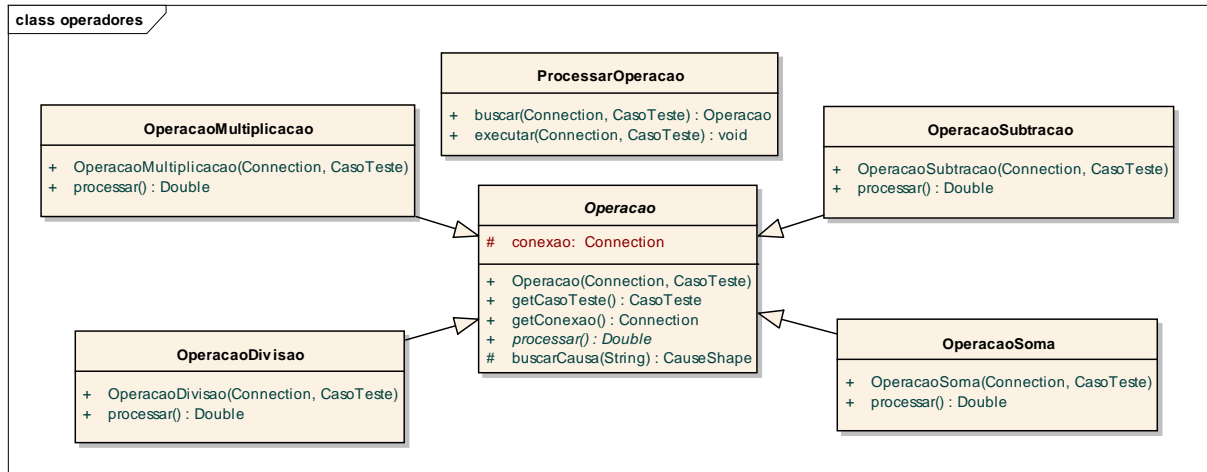 class operadores
ProcessarOperacao
+ buscar(Connection, CasoTeste) : Operacao
+ executar(Connection, CasoTeste) : void
OperacaoMultiplicacao
+ OperacaoMultiplicacao(Connection, CasoTeste)
+ processar() : Double
OperacaoSubtracao
+ OperacaoSubtracao(Connection, CasoTeste)
+ processar() : Double
Operacao
# conexao: Connection
+ Operacao(Connection, CasoTeste)
+ getCasoTeste() : CasoTeste
+ getConexao() : Connection
+ processar() : Double
# buscarCausa(String) : CauseShape
OperacaoDivisao
+ OperacaoDivisao(Connection, CasoTeste)
+ processar() : Double
OperacaoSoma
+ OperacaoSoma(Connection, CasoTeste)
+ processar() : Double